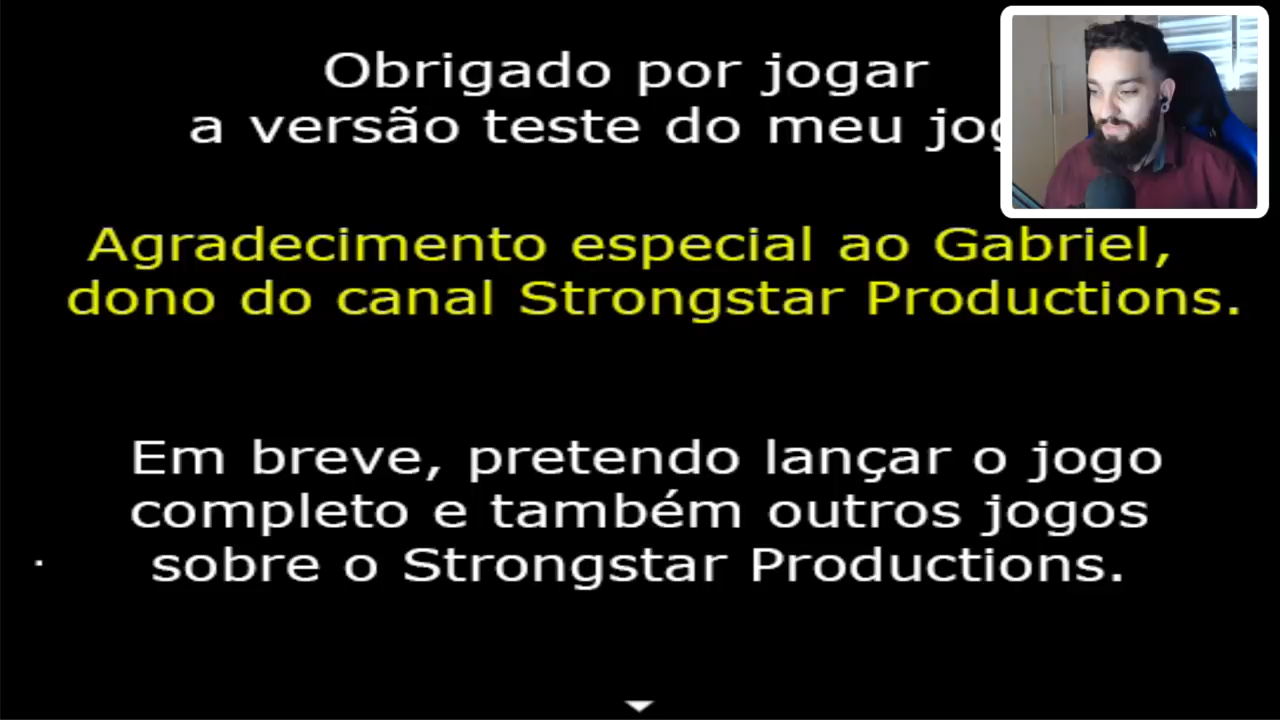 Obrigado por jogar
a versão teste do meu
Agradecimento especial ao Gabriel,
dono do canal Strongstar Productions.
Em breve, pretendo lançar o jogo
completo e também outros jogos
sobre o Strongstar Productions.